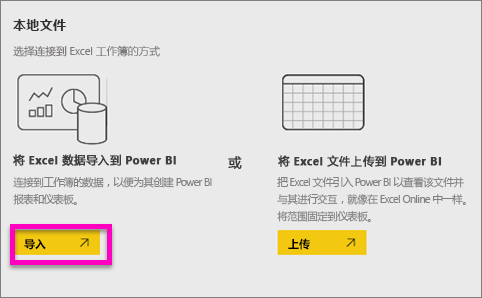 本地文件
选择连接到 Excel 工作簿的方式
将 Excel 数据导入到 Power BI
连接到工作簿的数据，以便为其创建 Power BI
报表和仪表板。
导入
或
将 Excel 文件上传到 Power BI
把 Excel 文件引入 Power BI 以查看该文件并
与其进行交互，就像在 Excel Online 中一样。
将范围固定到仪表板。
上传